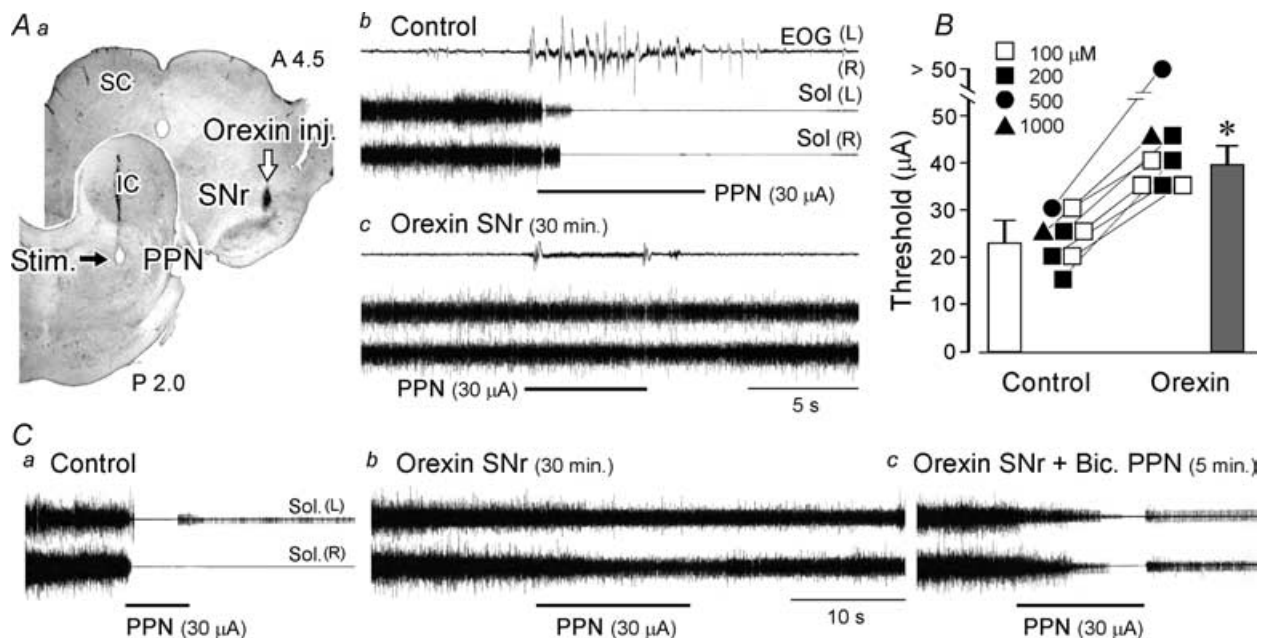 A a
SC
A 4.5
Orexin inj.
IC
SNr
Stim.
PPN
P 2.0
b Control
EOG (L)
(R)
Sol (L)
Sol (R)
PPN (30 µA)
c Orexin SNr (30 min.)
PPN (30 µA)
5 s
B
100 µM
200
500
1000
Threshold (µA)
>
50
50
40
30
20
10
0
*
Control
Orexin
C
a Control
Sol. (L)
Sol. (R)
PPN (30 µA)
b Orexin SNr (30 min.)
PPN (30 µA)
10 s
c Orexin SNr + Bic. PPN (5 min.)
PPN (30 µA)